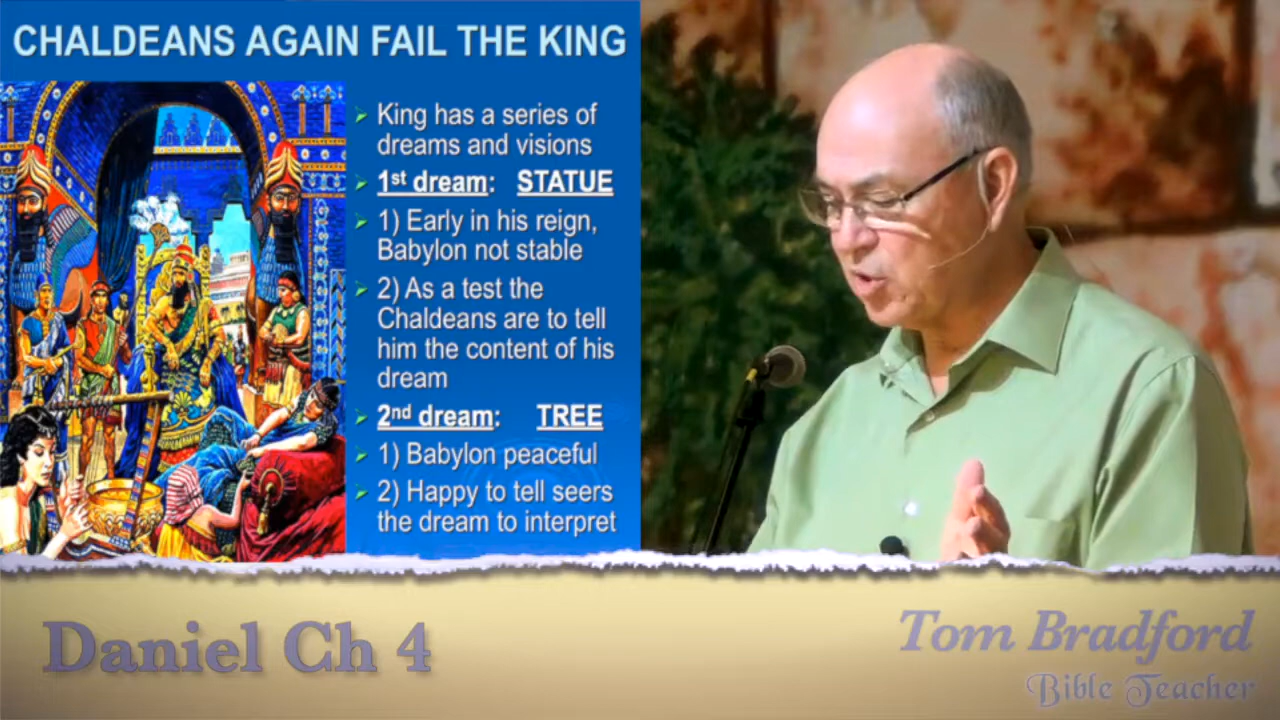 CHALDEANS AGAIN FAIL THE KING
King has a series of
dreams and visions
1st dream: STATUE
1) Early in his reign,
Babylon not stable
2) As a test the
Chaldeans are to tell
him the content of his
dream
2nd dream: TREE
1) Babylon peaceful
2) Happy to tell seers
the dream to interpret
Daniel Ch 4
Tom Bradford
Bible Teacher